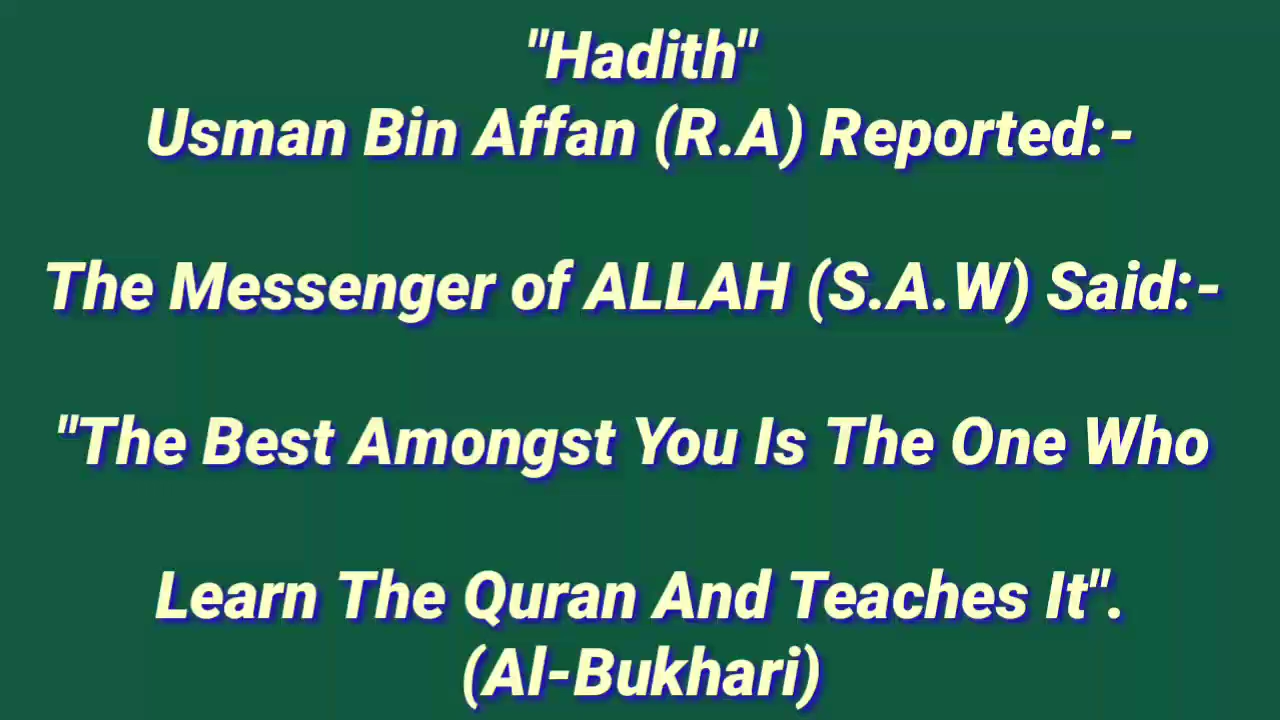 "Hadith"
Usman Bin Affan (R.A) Reported:-
The Messenger of ALLAH (S.A.W) Said:-
"The Best Amongst You Is The One Who
Learn The Quran And Teaches It".
(Al-Bukhari)